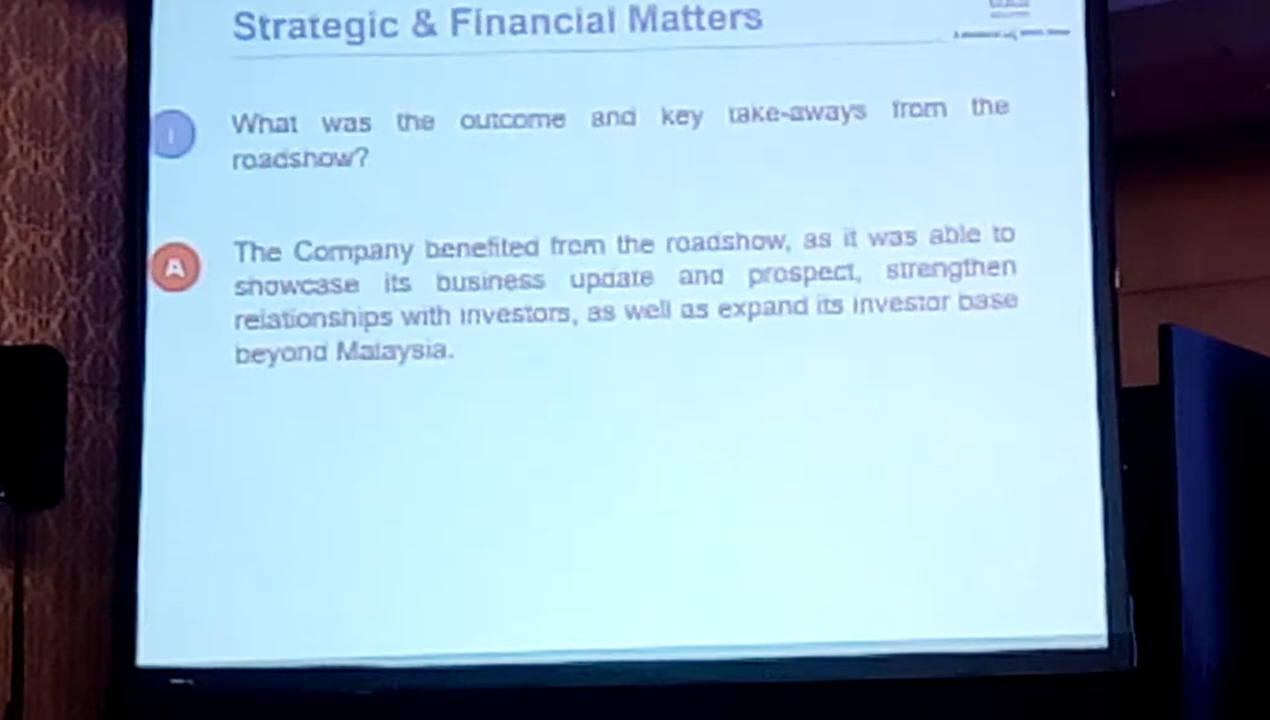 Strategic & Financial Matters
What was the outcome and key take-aways from the
roadshow?
A
The Company benefited from the roadshow, as it was able to
showcase its business update and prospect, strengthen
relationships with investors, as well as expand its investor base
beyond Malaysia.